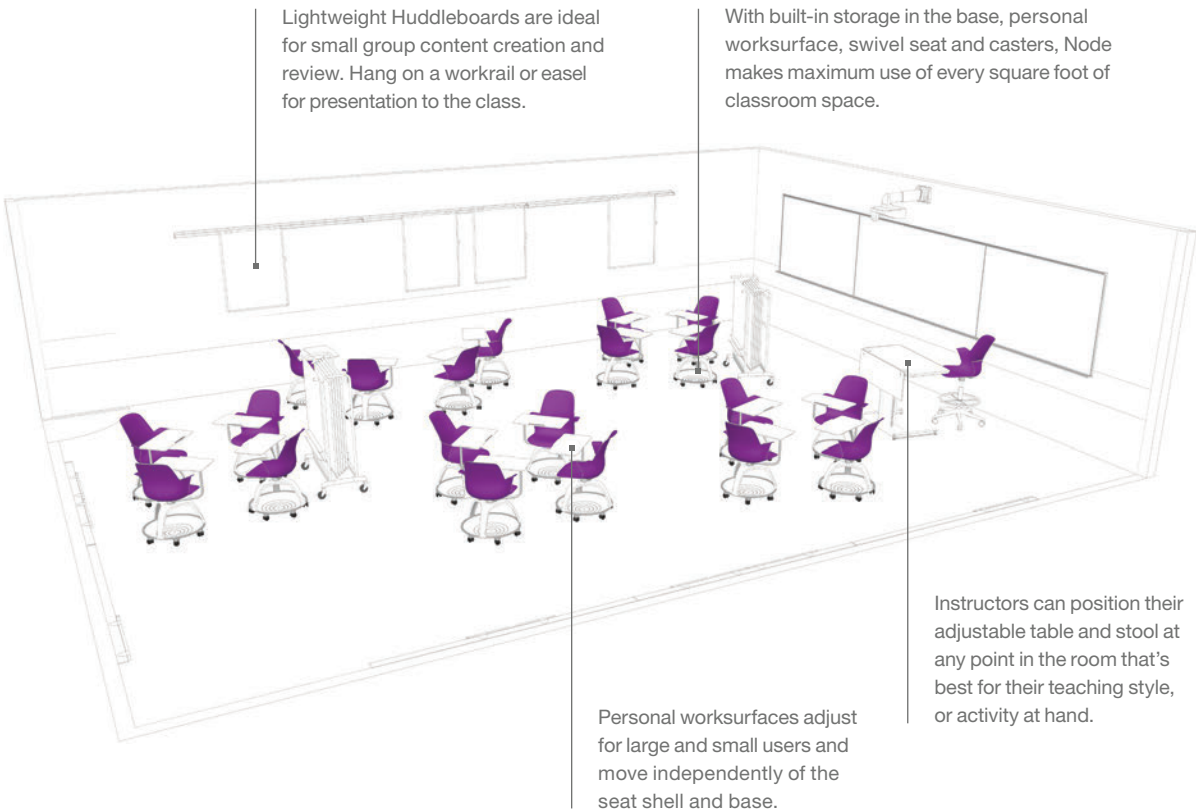 Lightweight Huddleboards are ideal
for small group content creation and
review. Hang on a workrail or easel
for presentation to the class.
With built-in storage in the base, personal
worksurface, swivel seat and casters, Node
makes maximum use of every square foot of
classroom space.
Instructors can position their
adjustable table and stool at
any point in the room that’s
best for their teaching style,
or activity at hand.
Personal worksurfaces adjust
for large and small users and
move independently of the
seat shell and base.